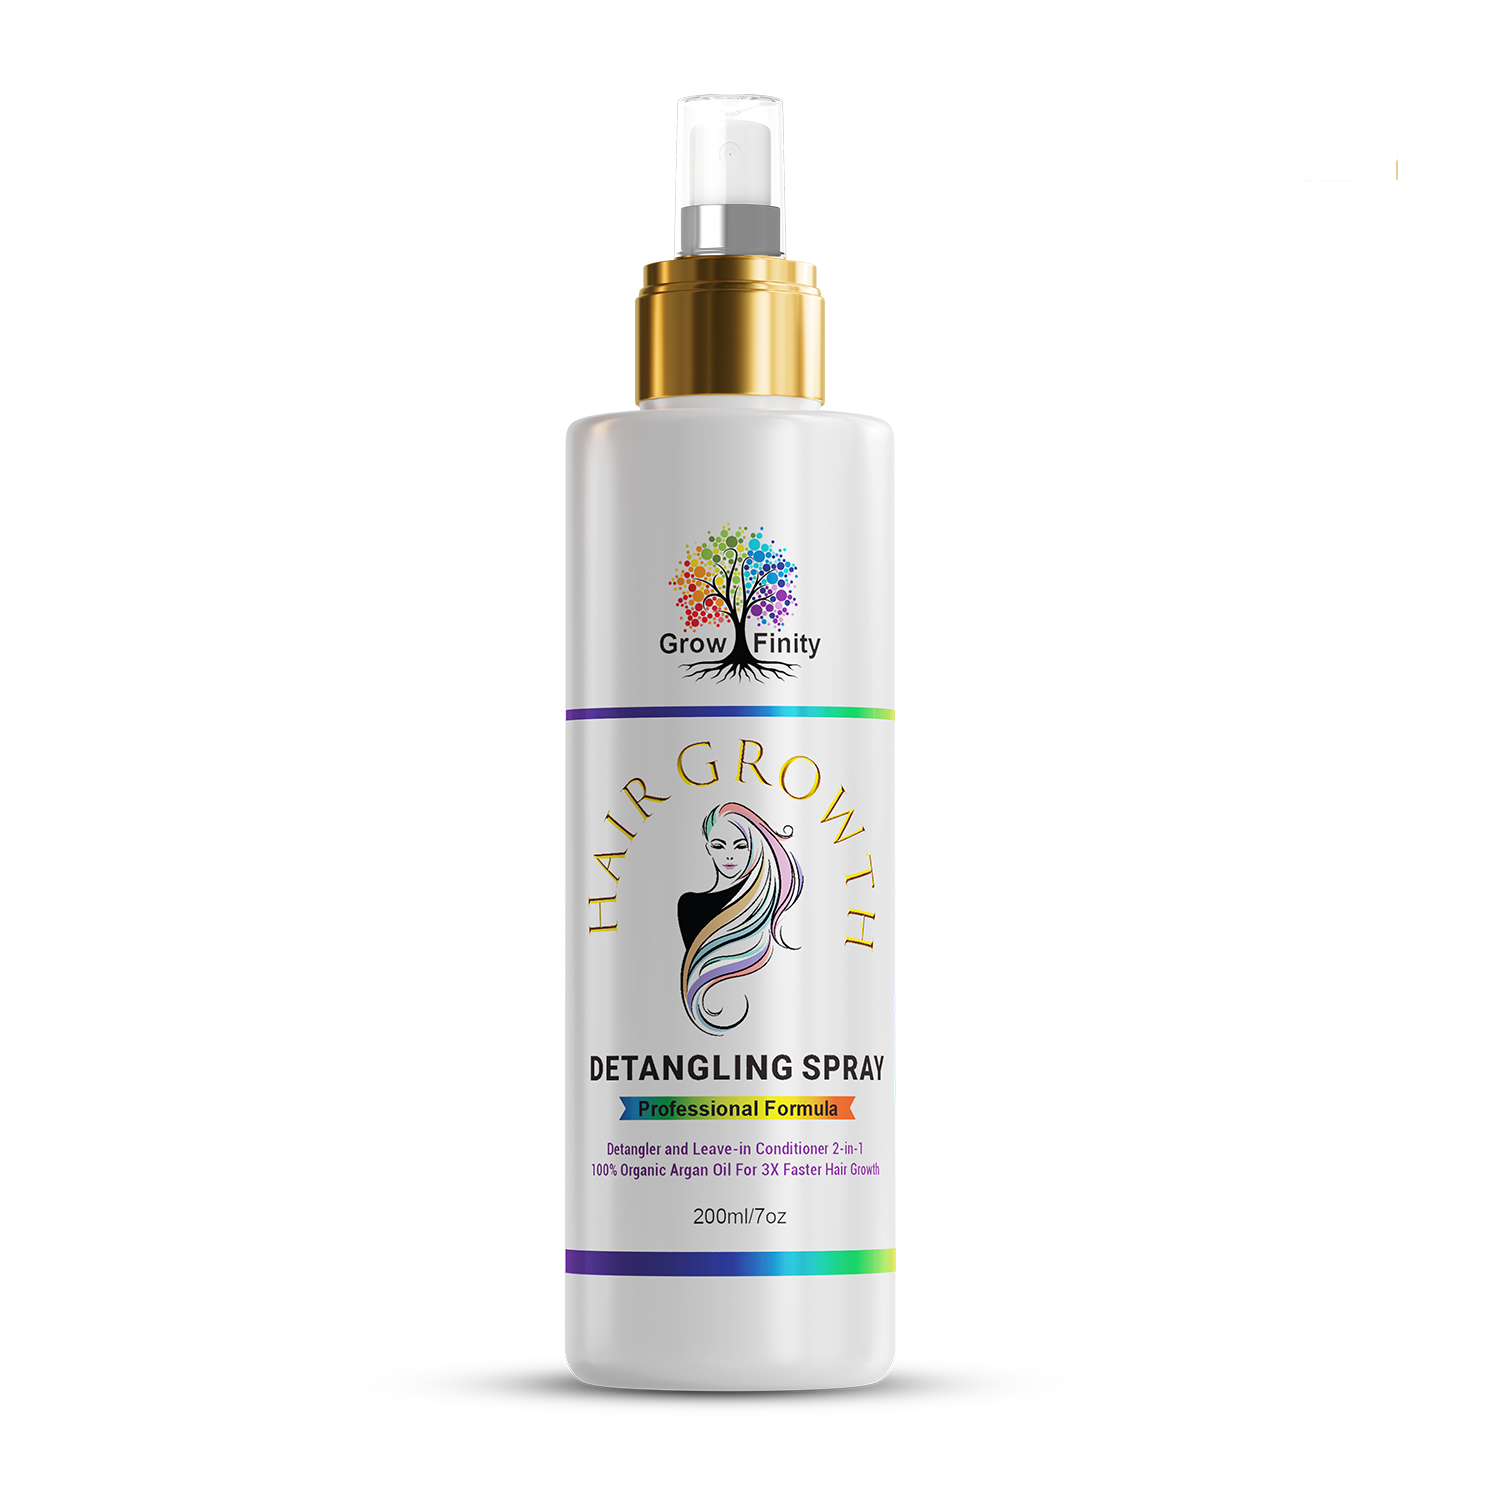 Grow Finity
HAIR GROWTH
DETANGLING SPRAY
Professional Formula
Detangler and Leave-in Conditioner 2-in-1
100% Organic Argan Oil For 3X Faster Hair Growth
200ml/7oz